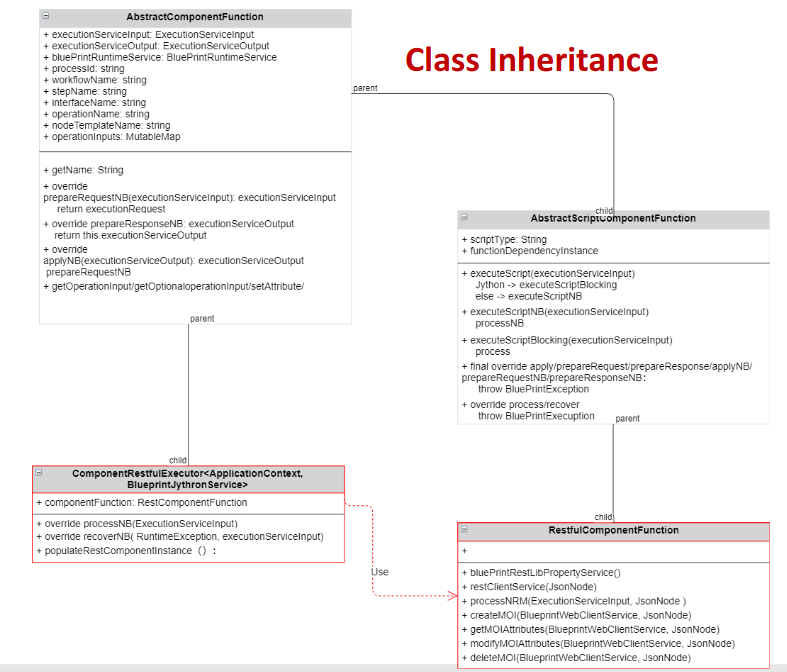 Class Inheritance
AbstractComponentFunction
+ executionServiceInput: ExecutionServiceInput
+ executionServiceOutput: ExecutionServiceOutput
+ bluePrintRuntimeService: BluePrintRuntimeService
+ processId: string
+ workflowName: string
+ stepName: string
+ interfaceName: string
+ operationName: string
+ nodeTemplateName: string
+ operationInputs: MutableMap
+ getName: String
+ override
prepareRequestNB(executionServiceInput): executionServiceInput
return executionRequest
+ override prepareResponseNB: executionServiceOutput
return this.executionServiceOutput
+ override
applyNB(executionServiceOutput): executionServiceOutput
prepareRequestNB
+ getOperationInput/getOptionaloperationInput/setAttribute/
parent
child
AbstractScriptComponentFunction
+ scriptType: String
+ functionDependencyInstance
+ executeScript(executionServiceInput)
Jython -> executeScriptBlocking
else -> executeScriptNB
+ executeScriptNB(executionServiceInput)
processNB
+ executeScriptBlocking(executionServiceInput)
process
+ final override apply/prepareRequest/prepareResponse/applyNB/
prepareRequestNB/prepareResponseNB:
throw BluePrintException
+ override process/recover
throw BluePrintExecuption
parent
child
parent
child
ComponentRestfulExecutor<ApplicationContext,
BlueprintJythronService>
+ componentFunction: RestComponentFunction
+ override processNB(ExecutionServiceInput)
+ override recoverNB( RuntimeException, executionServiceInput)
+ populateRestComponentInstance () :
Use
RestfulComponentFunction
+
+ bluePrintRestLibPropertyService()
+ restClientService(JsonNode)
+ processNRM(ExecutionServiceInput, JsonNode )
+ createMOI(BlueprintWebClientService, JsonNode)
+ getMOIAttributes(BlueprintWebClientService, JsonNode)
+ modifyMOIAttributes(BlueprintWebClientService, JsonNode)
+ deleteMOI(BlueprintWebClientService, JsonNode)